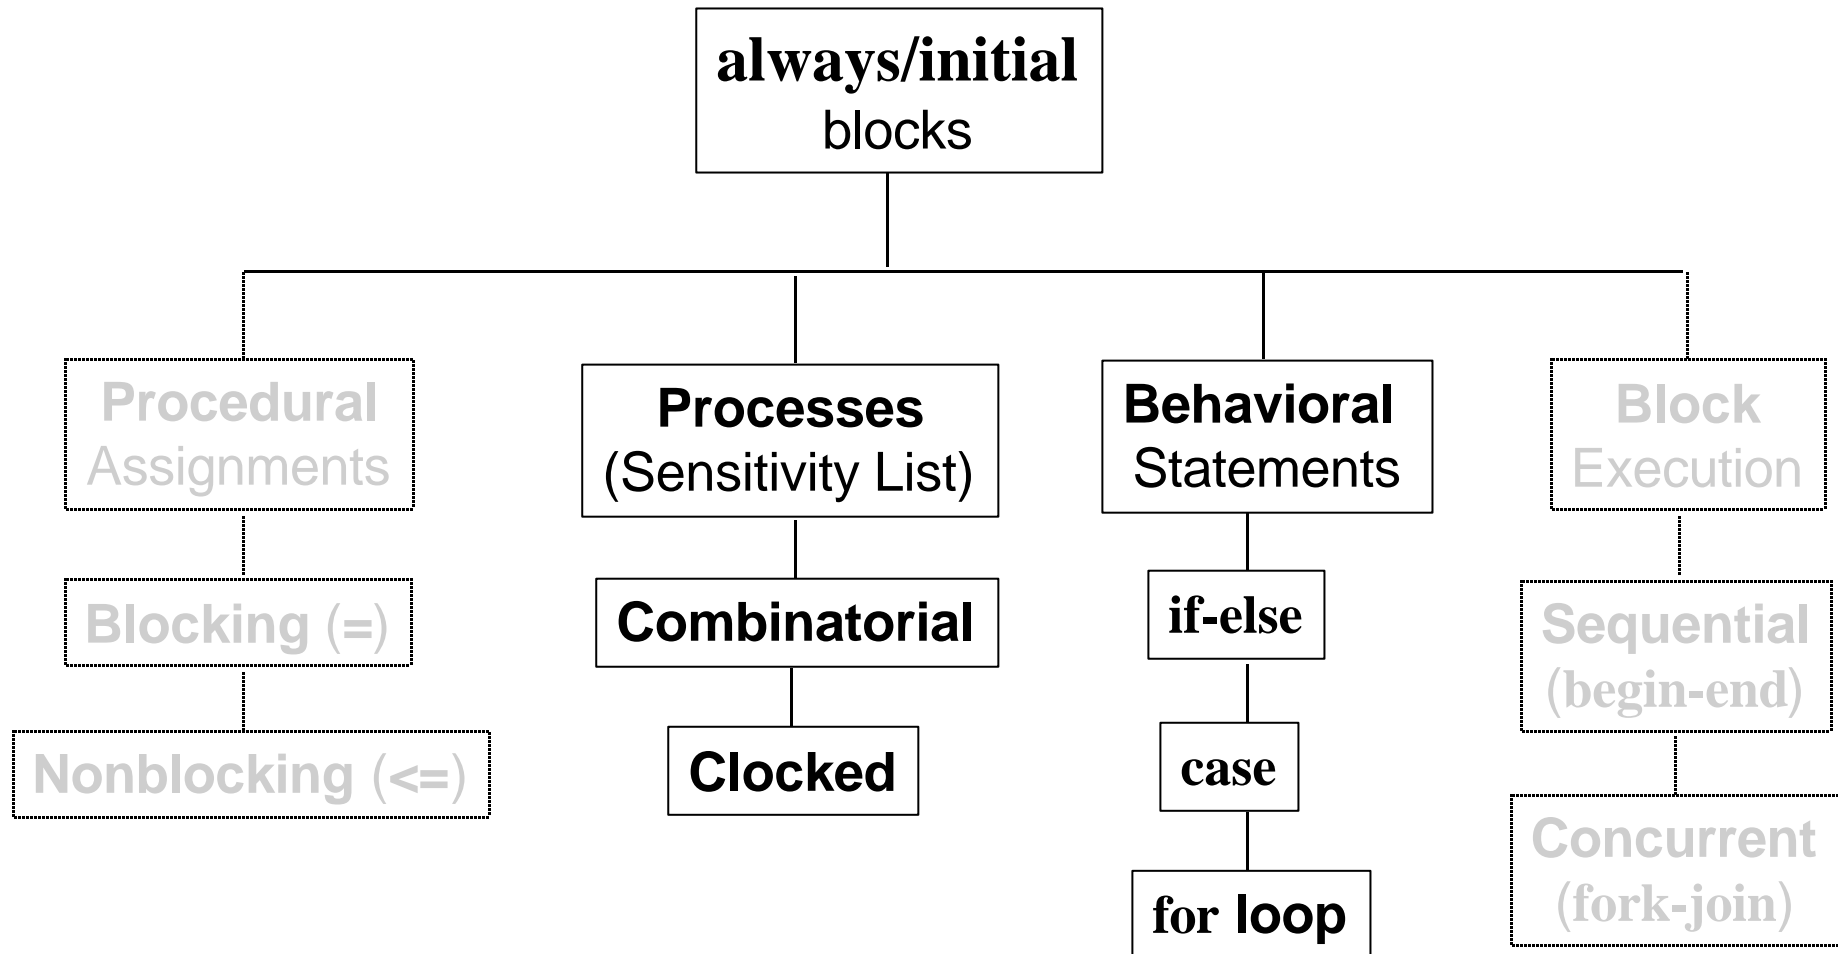 always/initial
blocks
Procedural
Assignments
Blocking (=)
Nonblocking (<=)
Processes
(Sensitivity List)
Combinatorial
Clocked
Behavioral
Statements
if-else
case
for loop
Block
Execution
Sequential
(begin-end)
Concurrent
(fork-join)